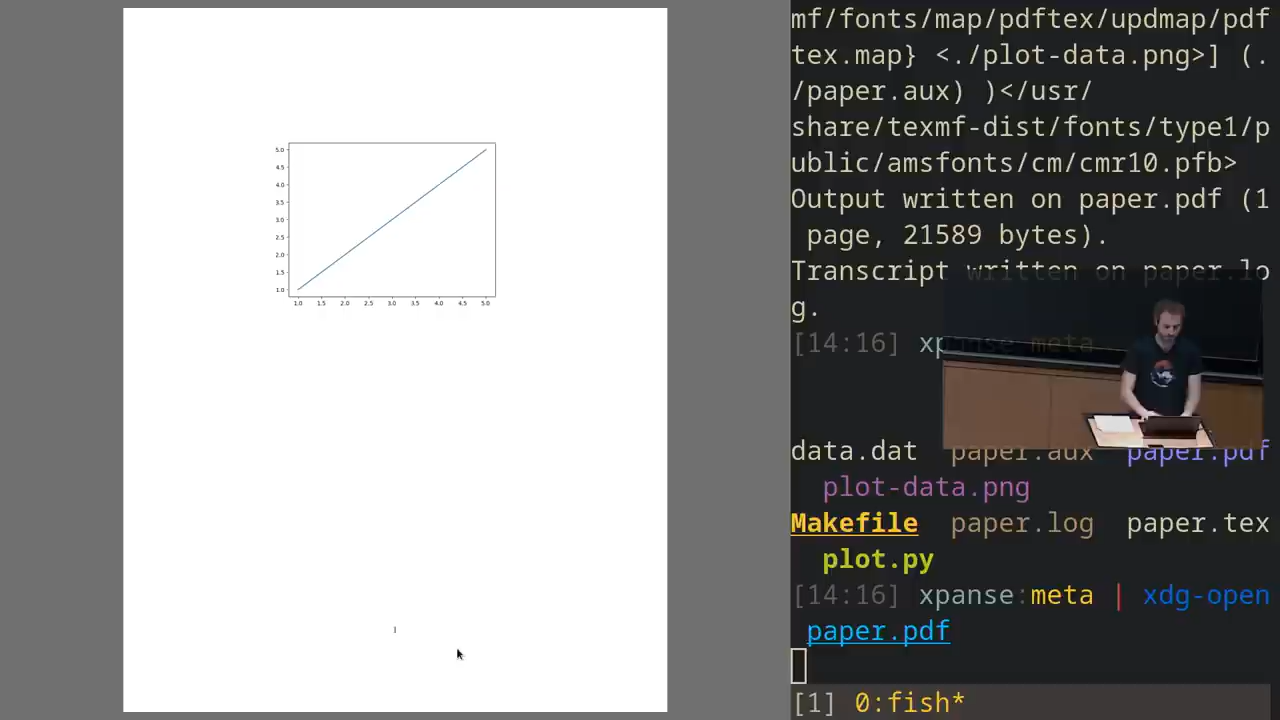 5.0
4.5
4.0
3.5
3.0
2.5
2.0
1.5
1.0
1.0 1.5 2.0 2.5 3.0 3.5 4.0 4.5 5.0
1
mf/fonts/map/pdftex/updmap/pdf
tex.map} <./plot-data.png>] (.
/paper.aux) )</usr/
share/texmf-dist/fonts/type1/p
ublic/amsfonts/cm/cmr10.pfb>
Output written on paper.pdf (1
 page, 21589 bytes).
Transcript written on paper.lo
g.
[14:16] xpanse meta
data.dat paper.aux paper.pdf
plot-data.png
Makefile paper.log paper.tex
plot.py
[14:16] xpanse:meta | xdg-open
paper.pdf
[1] 0:fish*